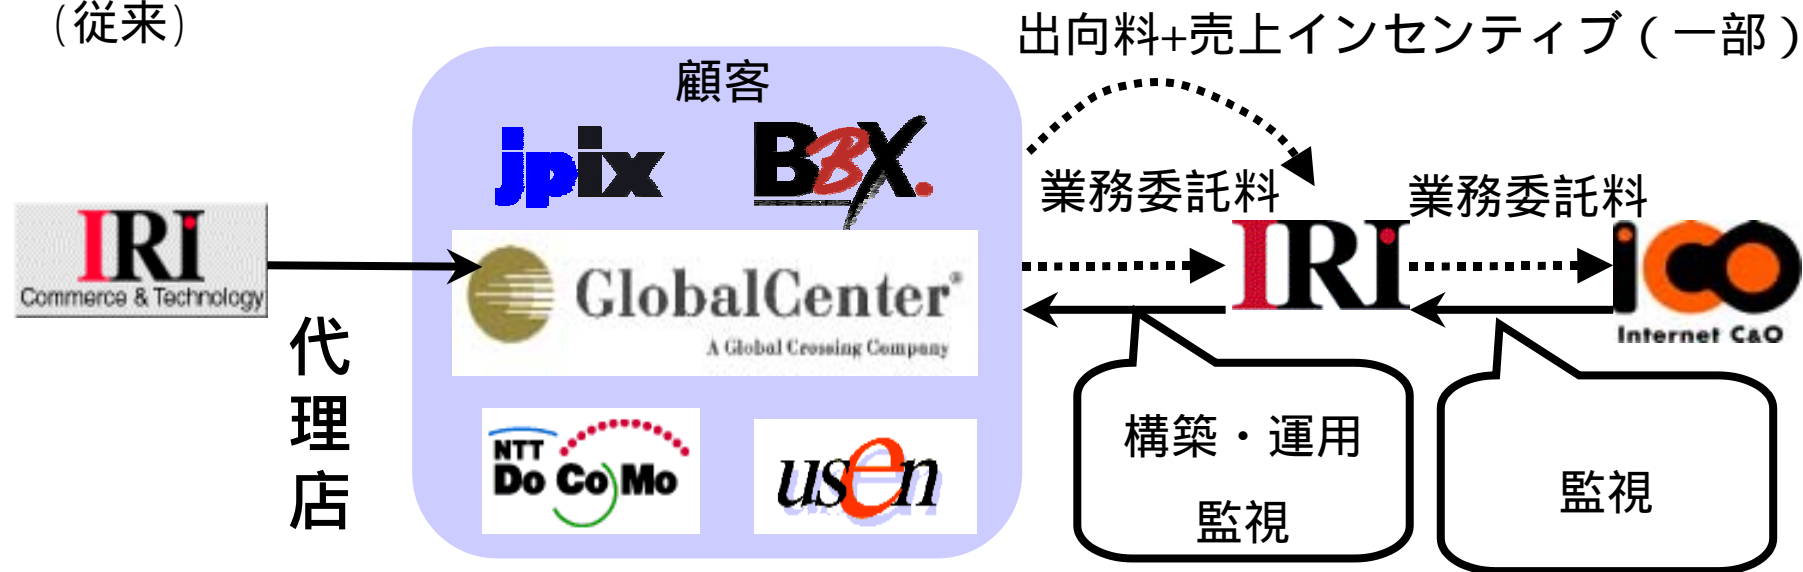 (従来)
出向料+売上インセンティブ（一部）
顧客
jpix
BBX.
業務委託料
業務委託料
IRI
Commerce & Technology
GlobalCenter®
A Global Crossing Company
IRI
iCO
Internet C&O
代理店
NTT
DoCoMo
usen
構築・運用
監視
監視